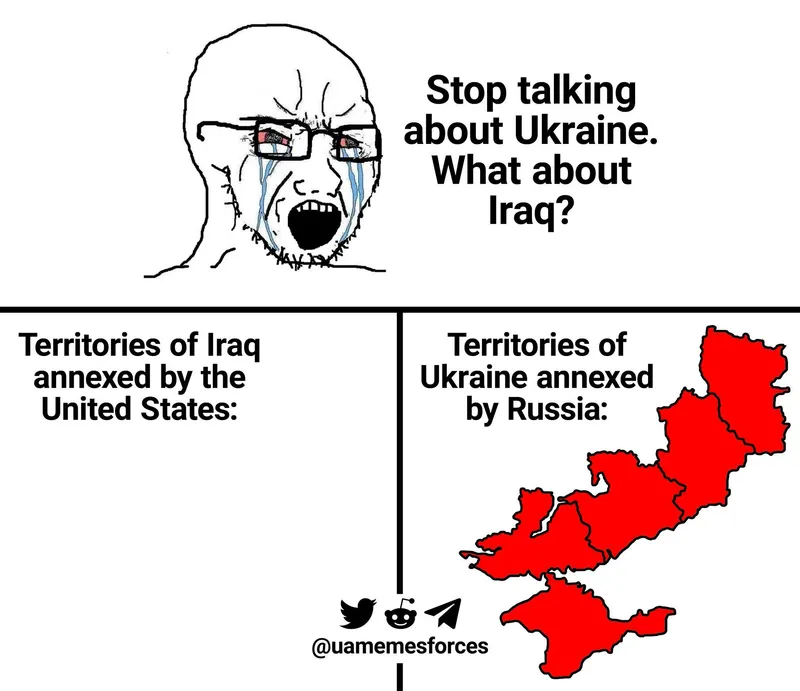 Stop talking
about Ukraine.
What about
Iraq?
Territories of Iraq
annexed by the
United States:
Territories of
Ukraine annexed
by Russia:
@uamemesforces